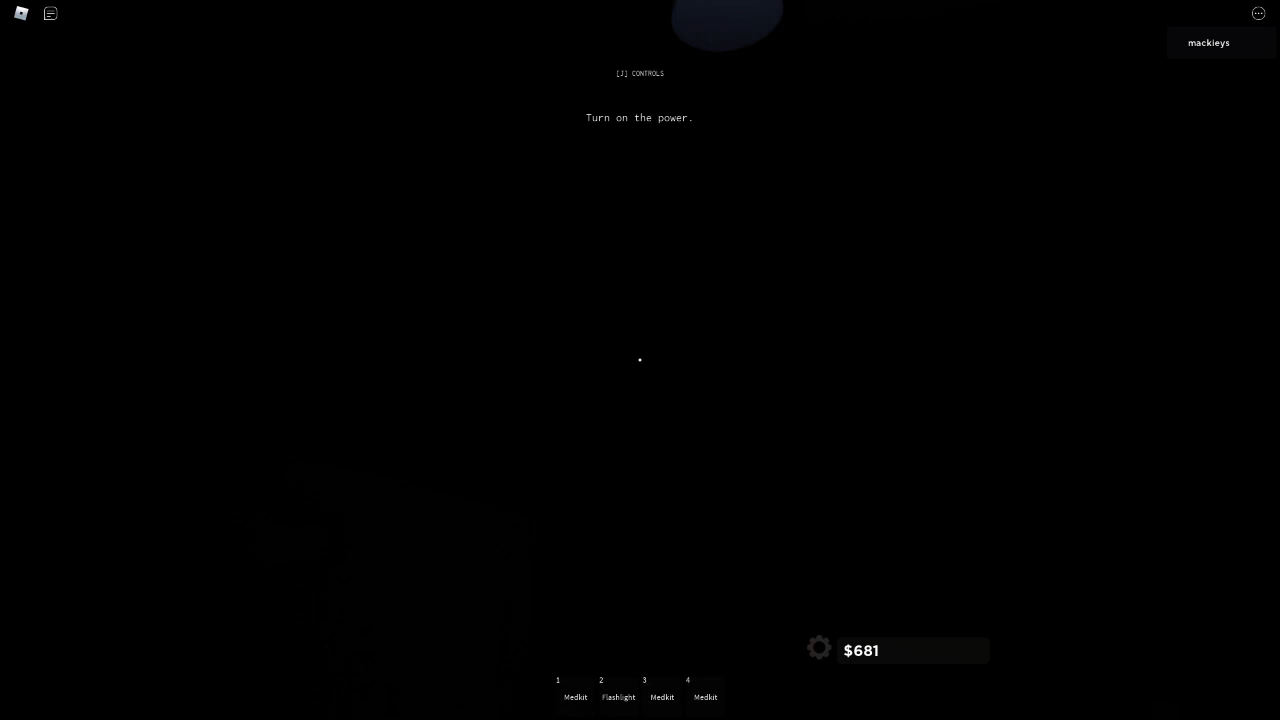 mackieys
[J] CONTROLS
Turn on the power.
$681
1 2 3 4
Medkit Flashlight Medkit Medkit